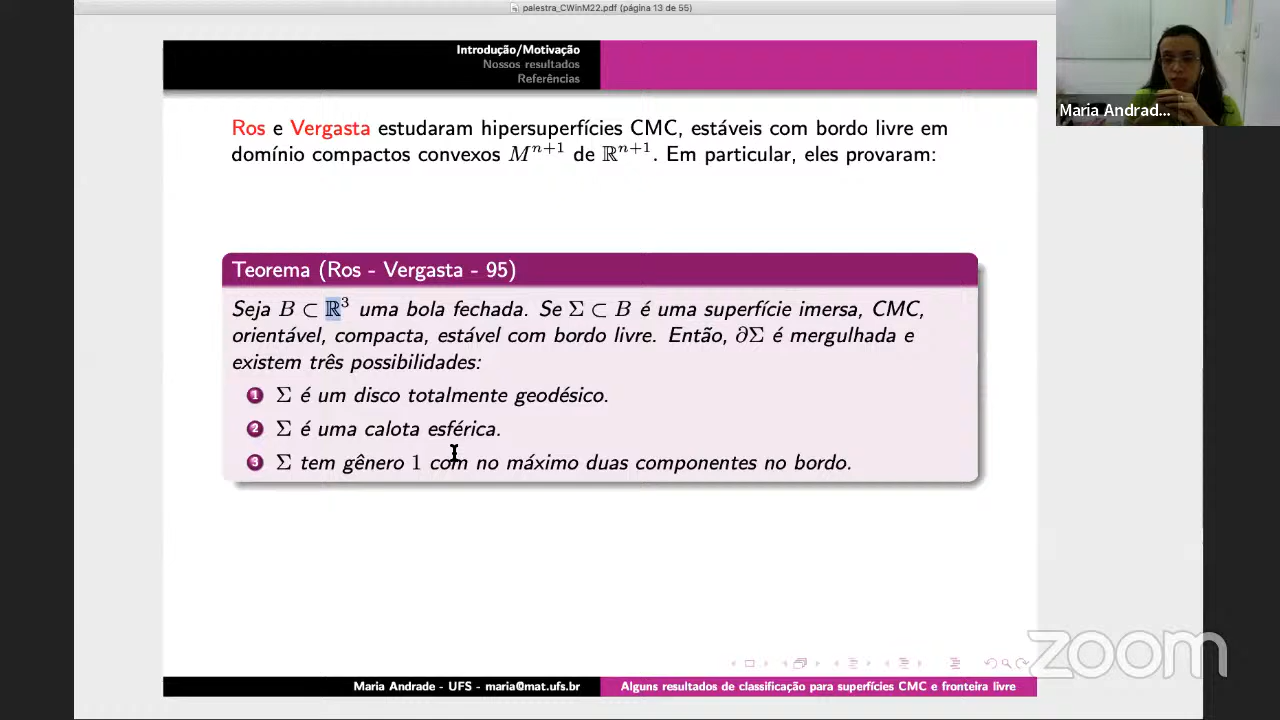 palestra_CWinM22.pdf (página 13 de 55)
Introdução/Motivação
Nossos resultados
Referências
Maria Andrad...
Ros e Vergasta estudaram hipersuperfícies CMC, estáveis com bordo livre em
domínio compactos convexos Mⁿ⁺¹ de ℝⁿ⁺¹. Em particular, eles provaram:
Teorema (Ros - Vergasta - 95)
Seja B ⊂ ℝ³ uma bola fechada. Se Σ ⊂ B é uma superfície imersa, CMC,
orientável, compacta, estável com bordo livre. Então, ∂Σ é mergulhada e
existem três possibilidades:
1 Σ é um disco totalmente geodésico.
2 Σ é uma calota esférica.
3 Σ tem gênero 1 com no máximo duas componentes no bordo.
zoom
Maria Andrade - UFS - maria@mat.ufs.br
Alguns resultados de classificação para superfícies CMC e fronteira livre